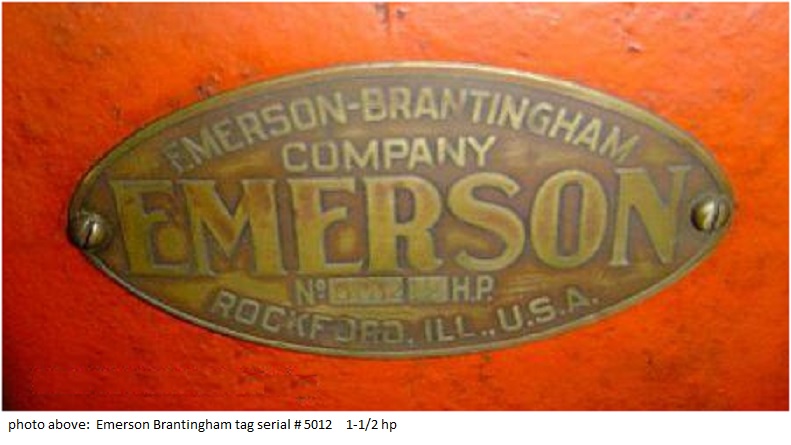 EMERSON-BRANTINGHAM
COMPANY
EMERSON
Nº H.P.
ROCKFORD, ILL., U.S.A.
photo above: Emerson Brantingham tag serial # 5012 1-1/2 hp